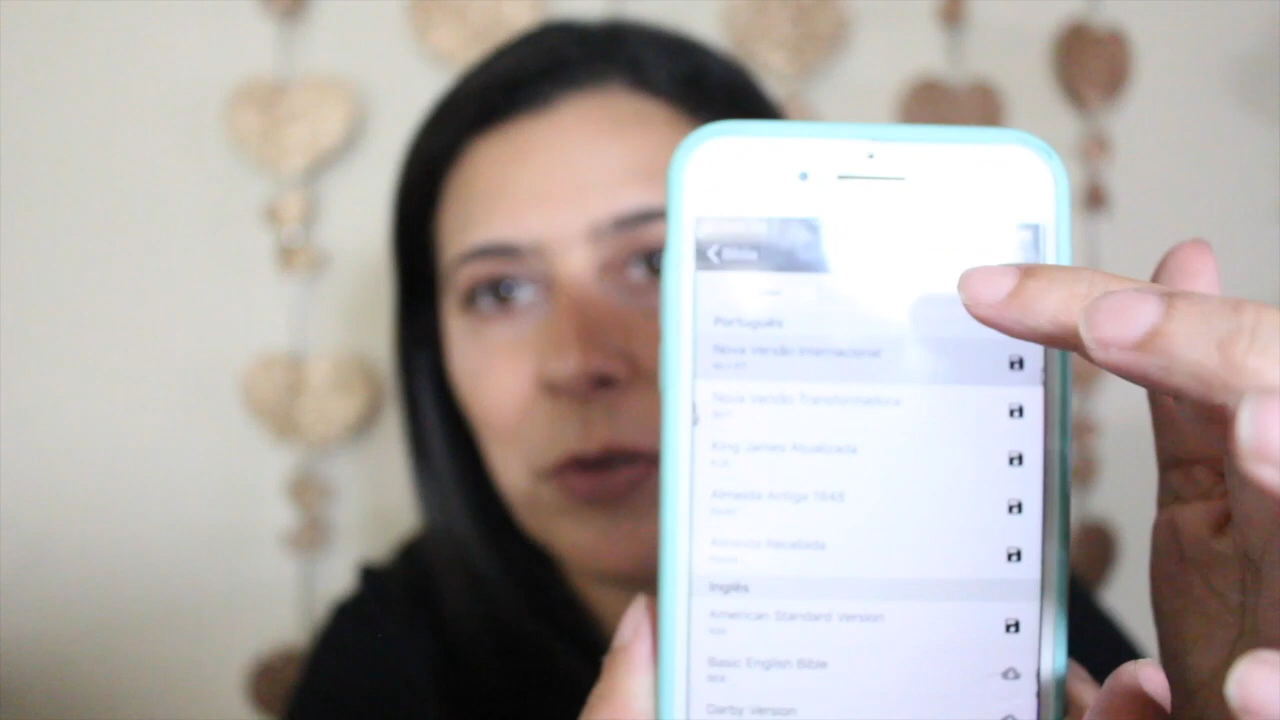 Bíblia
Português
Nova Versão Internacional
Nova Versão Transformadora
King James Atualizada
Almeida Antiga 1848
Almeida Recebida
Inglês
American Standard Version
Basic English Bible
BEB
Darby Version